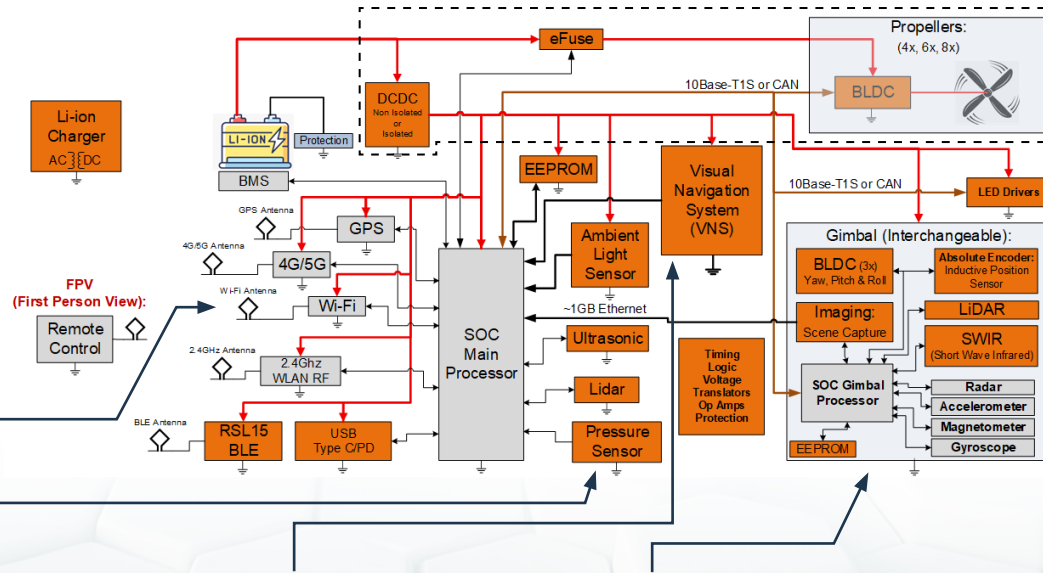 Propellers:
(4x, 6x, 8x)
eFuse
BLDC
10Base-T1S or CAN
DCDC
Non Isolated
or
Isolated
Li-ion
Charger
AC DC
LI-ION
Protection
BMS
EEPROM
Visual
Navigation
System
(VNS)
10Base-T1S or CAN
LED Drivers
GPS Antenna
GPS
4G/5G Antenna
4G/5G
Wi-Fi Antenna
Wi-Fi
FPV
(First Person View):
Remote
Control
2.4GHz Antenna
2.4Ghz
WLAN RF
BLE Antenna
RSL15
BLE
USB
Type C/PD
SOC
Main
Processor
Ambient
Light
Sensor
~1GB Ethernet
Ultrasonic
Lidar
Pressure
Sensor
Timing
Logic
Voltage
Translators
Op Amps
Protection
Gimbal (Interchangeable):
BLDC (3x)
Yaw, Pitch & Roll
Absolute Encoder:
Inductive Position
Sensor
Imaging:
Scene Capture
LiDAR
SWIR
(Short Wave Infrared)
SOC Gimbal
Processor
Radar
Accelerometer
Magnetometer
Gyroscope
EEPROM